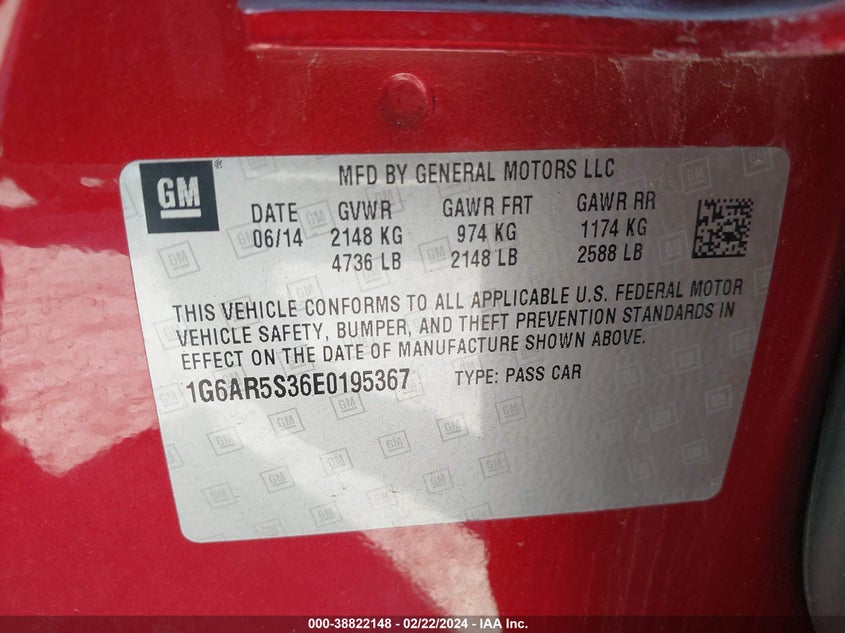 GM ® MFD BY GENERAL MOTORS LLC
DATE GVWR GAWR FRT GAWR RR
06/14 2148 KG 974 KG 1174 KG
4736 LB 2148 LB 2588 LB
THIS VEHICLE CONFORMS TO ALL APPLICABLE U.S. FEDERAL MOTOR
VEHICLE SAFETY, BUMPER, AND THEFT PREVENTION STANDARDS IN
EFFECT ON THE DATE OF MANUFACTURE SHOWN ABOVE.
1G6AR5S36E0195367 TYPE: PASS CAR
000-38822148 - 02/22/2024 - IAA Inc.